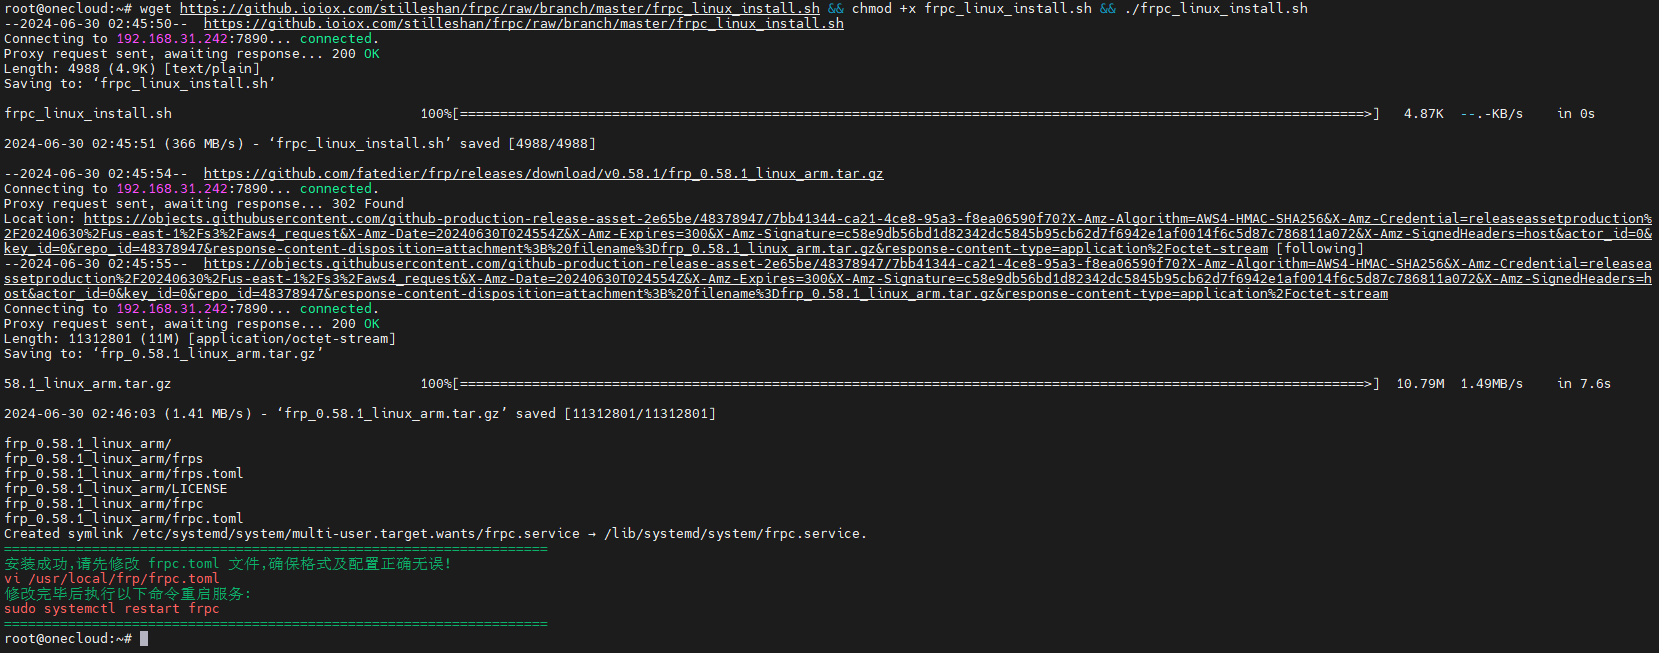 root@onecloud:~# wget https://github.ioiox.com/stilleshan/frpc/raw/branch/master/frpc_linux_install.sh && chmod +x frpc_linux_install.sh && ./frpc_linux_install.sh
--2024-06-30 02:45:50--  https://github.ioiox.com/stilleshan/frpc/raw/branch/master/frpc_linux_install.sh
Connecting to 192.168.31.242:7890... connected.
Proxy request sent, awaiting response... 200 OK
Length: 4988 (4.9K) [text/plain]
Saving to: ‘frpc_linux_install.sh’
frpc_linux_install.sh 100%[=================================================================================================================>] 4.87K --.-KB/s in 0s
2024-06-30 02:45:51 (366 MB/s) - ‘frpc_linux_install.sh’ saved [4988/4988]
--2024-06-30 02:45:54--  https://github.com/fatedier/frp/releases/download/v0.58.1/frp_0.58.1_linux_arm.tar.gz
Connecting to 192.168.31.242:7890... connected.
Proxy request sent, awaiting response... 302 Found
Location: https://objects.githubusercontent.com/github-production-release-asset-2e65be/48378947/7bb41344-ca21-4ce8-95a3-f8ea06590f70?X-Amz-Algorithm=AWS4-HMAC-SHA256&X-Amz-Credential=releaseassetproduction%
2F20240630%2Fus-east-1%2Fs3%2Faws4_request&X-Amz-Date=20240630T024554Z&X-Amz-Expires=300&X-Amz-Signature=c58e9db56bd1d82342dc5845b95cb62d7f6942e1af0014f6c5d87c786811a072&X-Amz-SignedHeaders=host&actor_id=0&
key_id=0&repo_id=48378947&response-content-disposition=attachment%3B%20filename%3Dfrp_0.58.1_linux_arm.tar.gz&response-content-type=application%2Foctet-stream [following]
--2024-06-30 02:45:55--  https://objects.githubusercontent.com/github-production-release-asset-2e65be/48378947/7bb41344-ca21-4ce8-95a3-f8ea06590f70?X-Amz-Algorithm=AWS4-HMAC-SHA256&X-Amz-Credential=releasea
ssetproduction%2F20240630%2Fus-east-1%2Fs3%2Faws4_request&X-Amz-Date=20240630T024554Z&X-Amz-Expires=300&X-Amz-Signature=c58e9db56bd1d82342dc5845b95cb62d7f6942e1af0014f6c5d87c786811a072&X-Amz-SignedHeaders=h
ost&actor_id=0&key_id=0&repo_id=48378947&response-content-disposition=attachment%3B%20filename%3Dfrp_0.58.1_linux_arm.tar.gz&response-content-type=application%2Foctet-stream
Connecting to 192.168.31.242:7890... connected.
Proxy request sent, awaiting response... 200 OK
Length: 11312801 (11M) [application/octet-stream]
Saving to: ‘frp_0.58.1_linux_arm.tar.gz’
58.1_linux_arm.tar.gz 100%[=================================================================================================================>] 10.79M 1.49MB/s in 7.6s
2024-06-30 02:46:03 (1.41 MB/s) - ‘frp_0.58.1_linux_arm.tar.gz’ saved [11312801/11312801]
frp_0.58.1_linux_arm/
frp_0.58.1_linux_arm/frps
frp_0.58.1_linux_arm/frps.toml
frp_0.58.1_linux_arm/LICENSE
frp_0.58.1_linux_arm/frpc
frp_0.58.1_linux_arm/frpc.toml
Created symlink /etc/systemd/system/multi-user.target.wants/frpc.service → /lib/systemd/system/frpc.service.
====================================================================
安装成功,请先修改 frpc.toml 文件,确保格式及配置正确无误!
vi /usr/local/frp/frpc.toml
修改完毕后执行以下命令重启服务:
sudo systemctl restart frpc
====================================================================
root@onecloud:~#